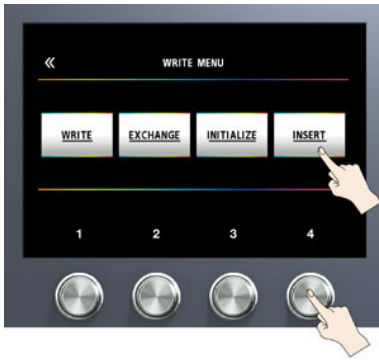 « WRITE MENU
WRITE EXCHANGE INITIALIZE INSERT
1 2 3 4